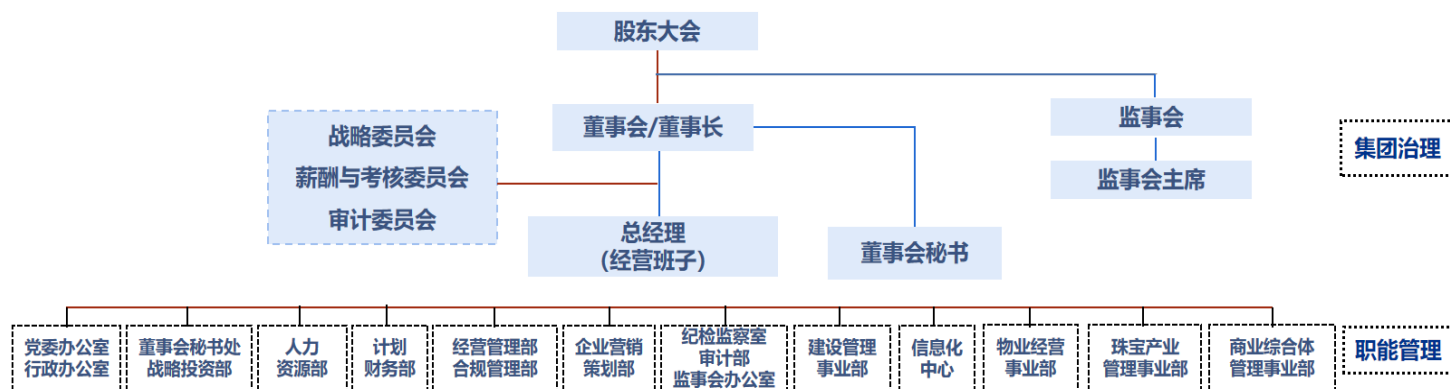 股东大会
董事会/董事长
监事会
战略委员会
薪酬与考核委员会
审计委员会
集团治理
监事会主席
总经理
（经营班子）
董事会秘书
党委办公室
行政办公室
董事会秘书处
战略投资部
人力
资源部
计划
财务部
经营管理部
合规管理部
企业营销
策划部
纪检监察室
审计部
监事会办公室
建设管理
事业部
信息化
中心
物业经营
事业部
珠宝产业
管理事业部
商业综合体
管理事业部
职能管理